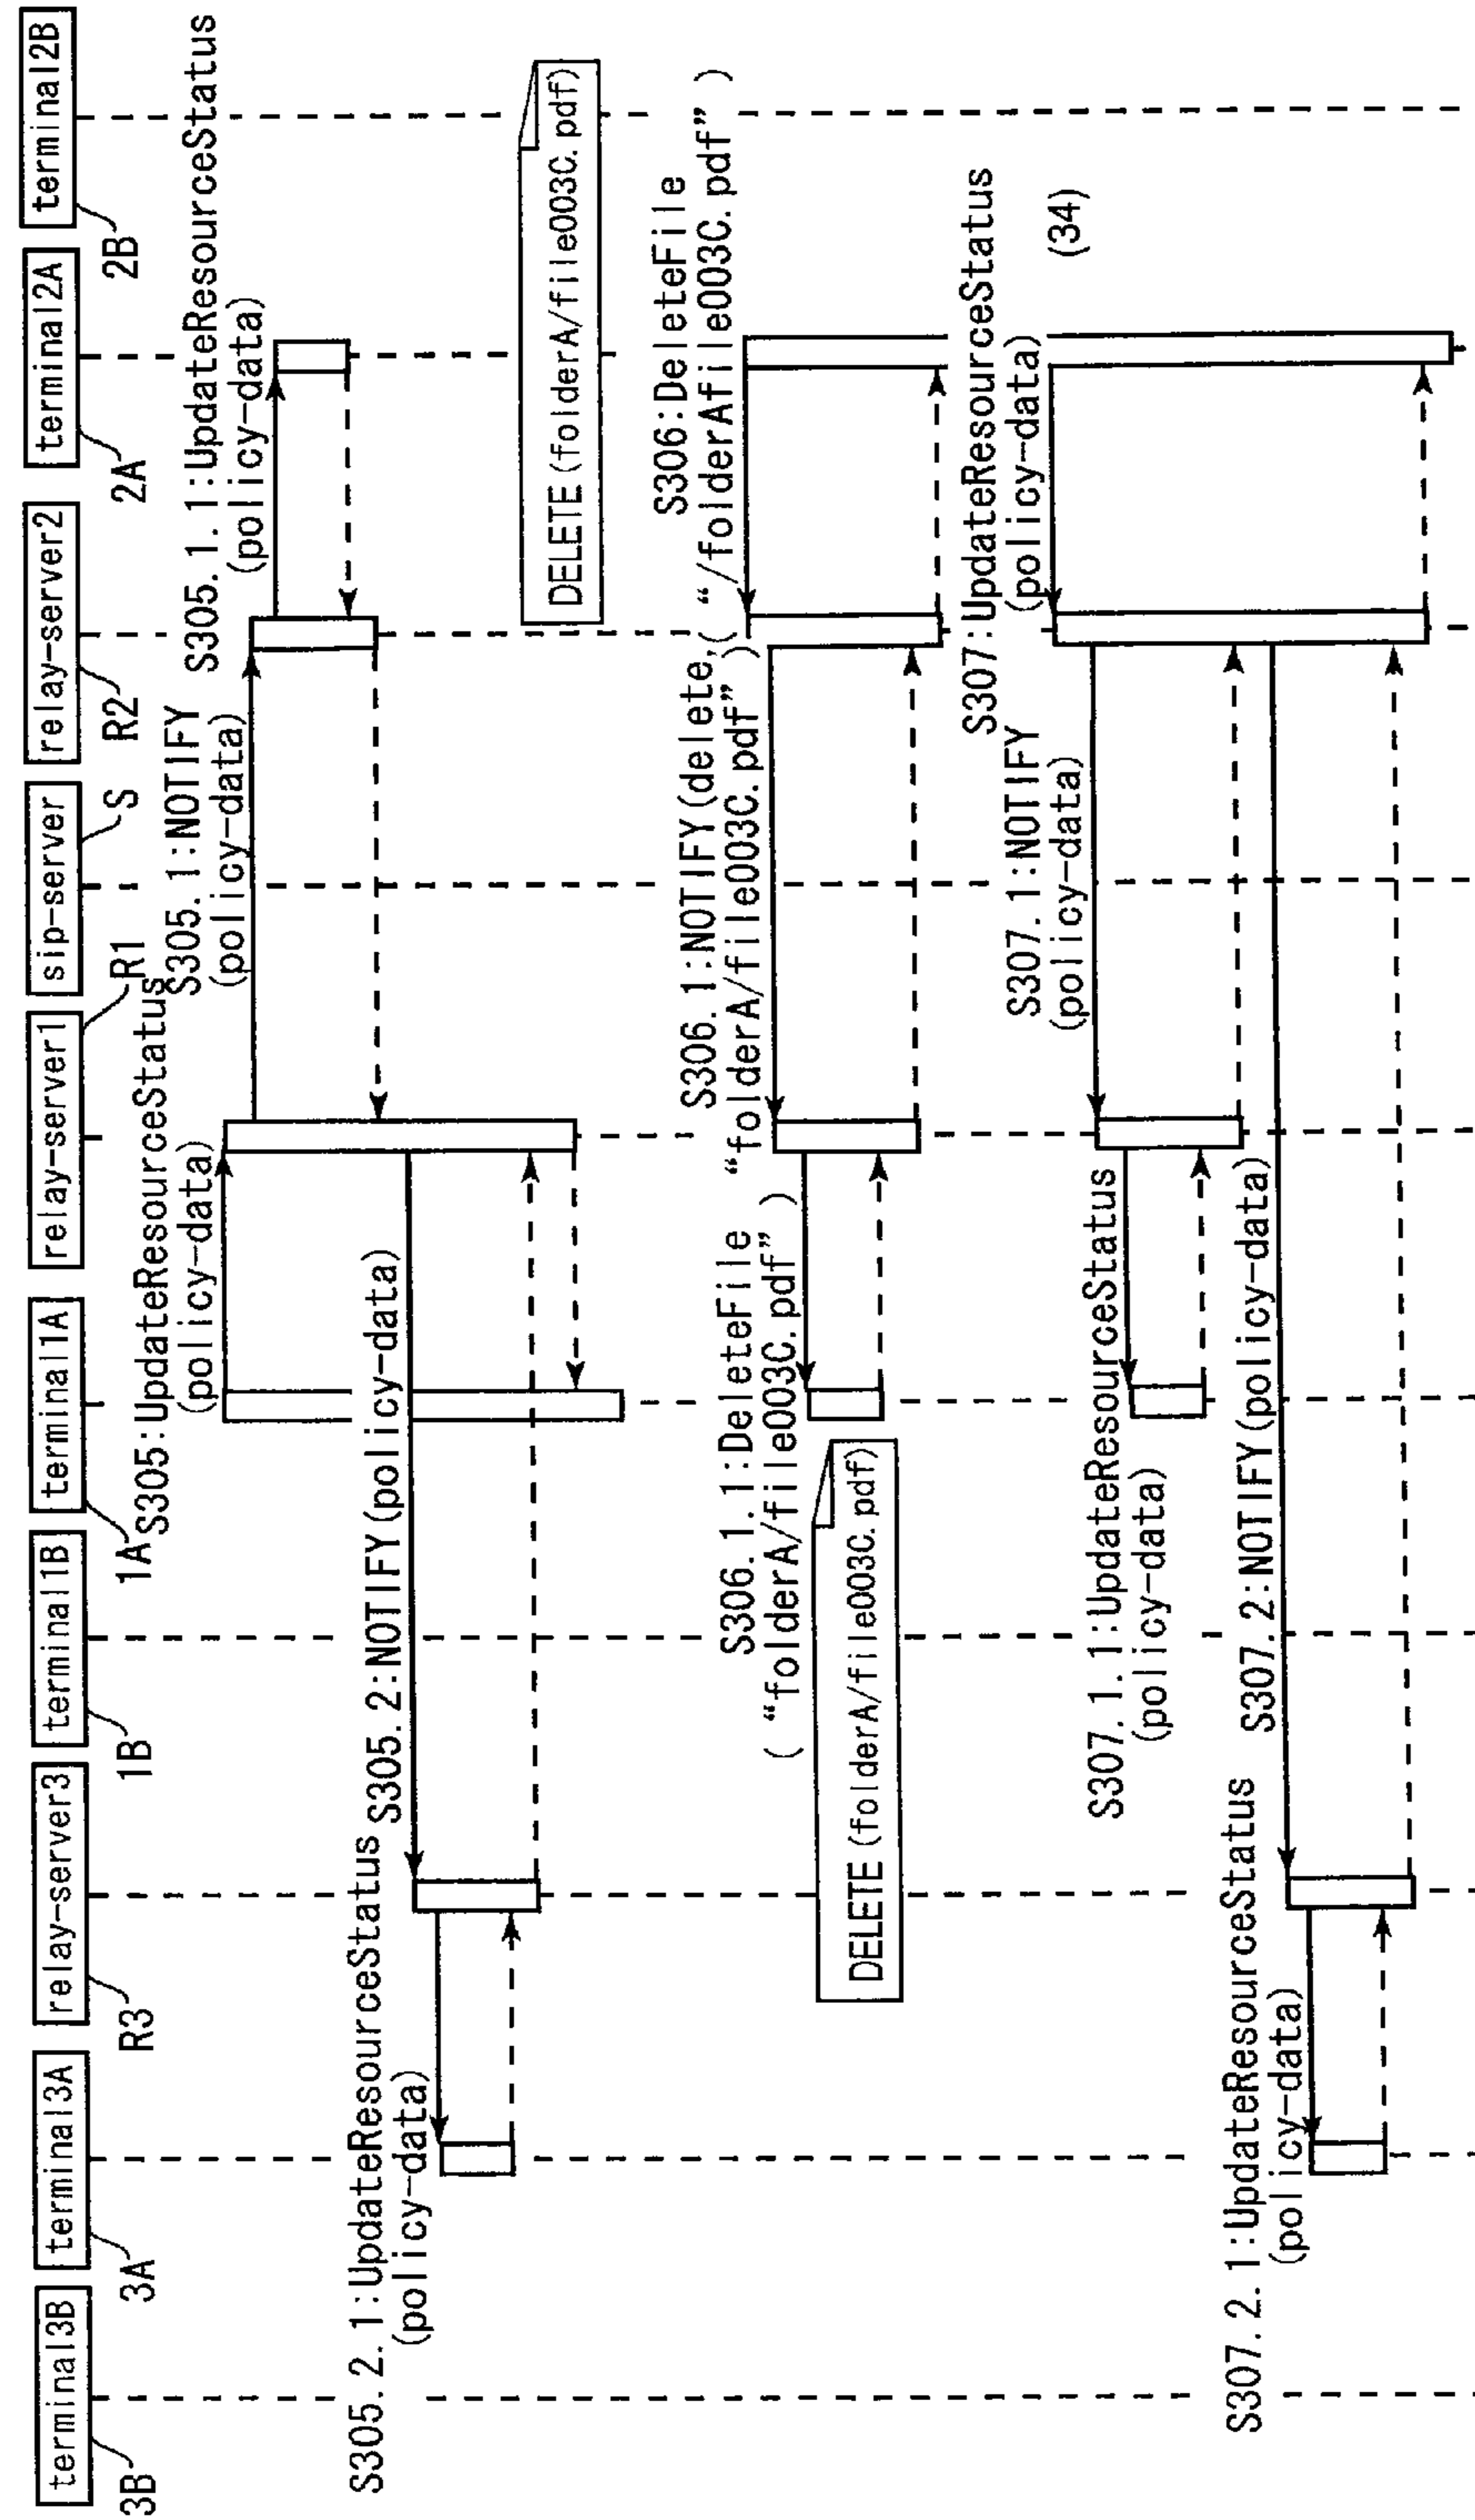 terminal3B
terminal3A
relay-server3
terminal1B
terminal1A
relay-server1
sip-server
relay-server2
terminal2A
terminal2B
3B
3A
R3
1B
1A
R1
S
R2
2A
2B
S305:UpdateResourceStatus
(policy-data)
S305.1:NOTIFY
(policy-data)
S305.1.1:UpdateResourceStatus
(policy-data)
S305.2:NOTIFY(policy-data)
S305.2.1:UpdateResourceStatus
(policy-data)
DELETE(folderA/file003C.pdf)
S306:DeleteFile
( “/folderAfile003C.pdf” )
S306.1:NOTIFY(delete,
“folderA/file003C.pdf” )
S306.1.1:DeleteFile
( “folderA/file003C.pdf” )
DELETE(folderA/file003C.pdf)
S307:UpdateResourceStatus
(policy-data)
(34)
S307.1:NOTIFY
(policy-data)
S307.1.1:UpdateResourceStatus
(policy-data)
S307.2:NOTIFY(policy-data)
S307.2.1:UpdateResourceStatus
(policy-data)